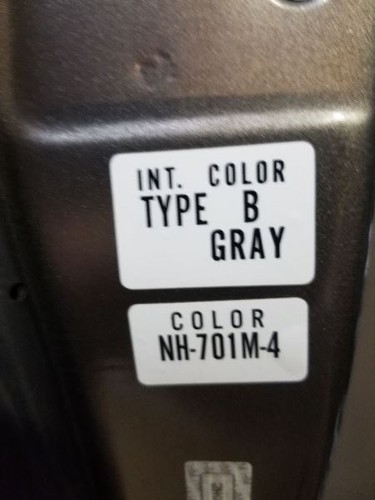 INT. COLOR
TYPE B
GRAY
COLOR
NH-701M-4